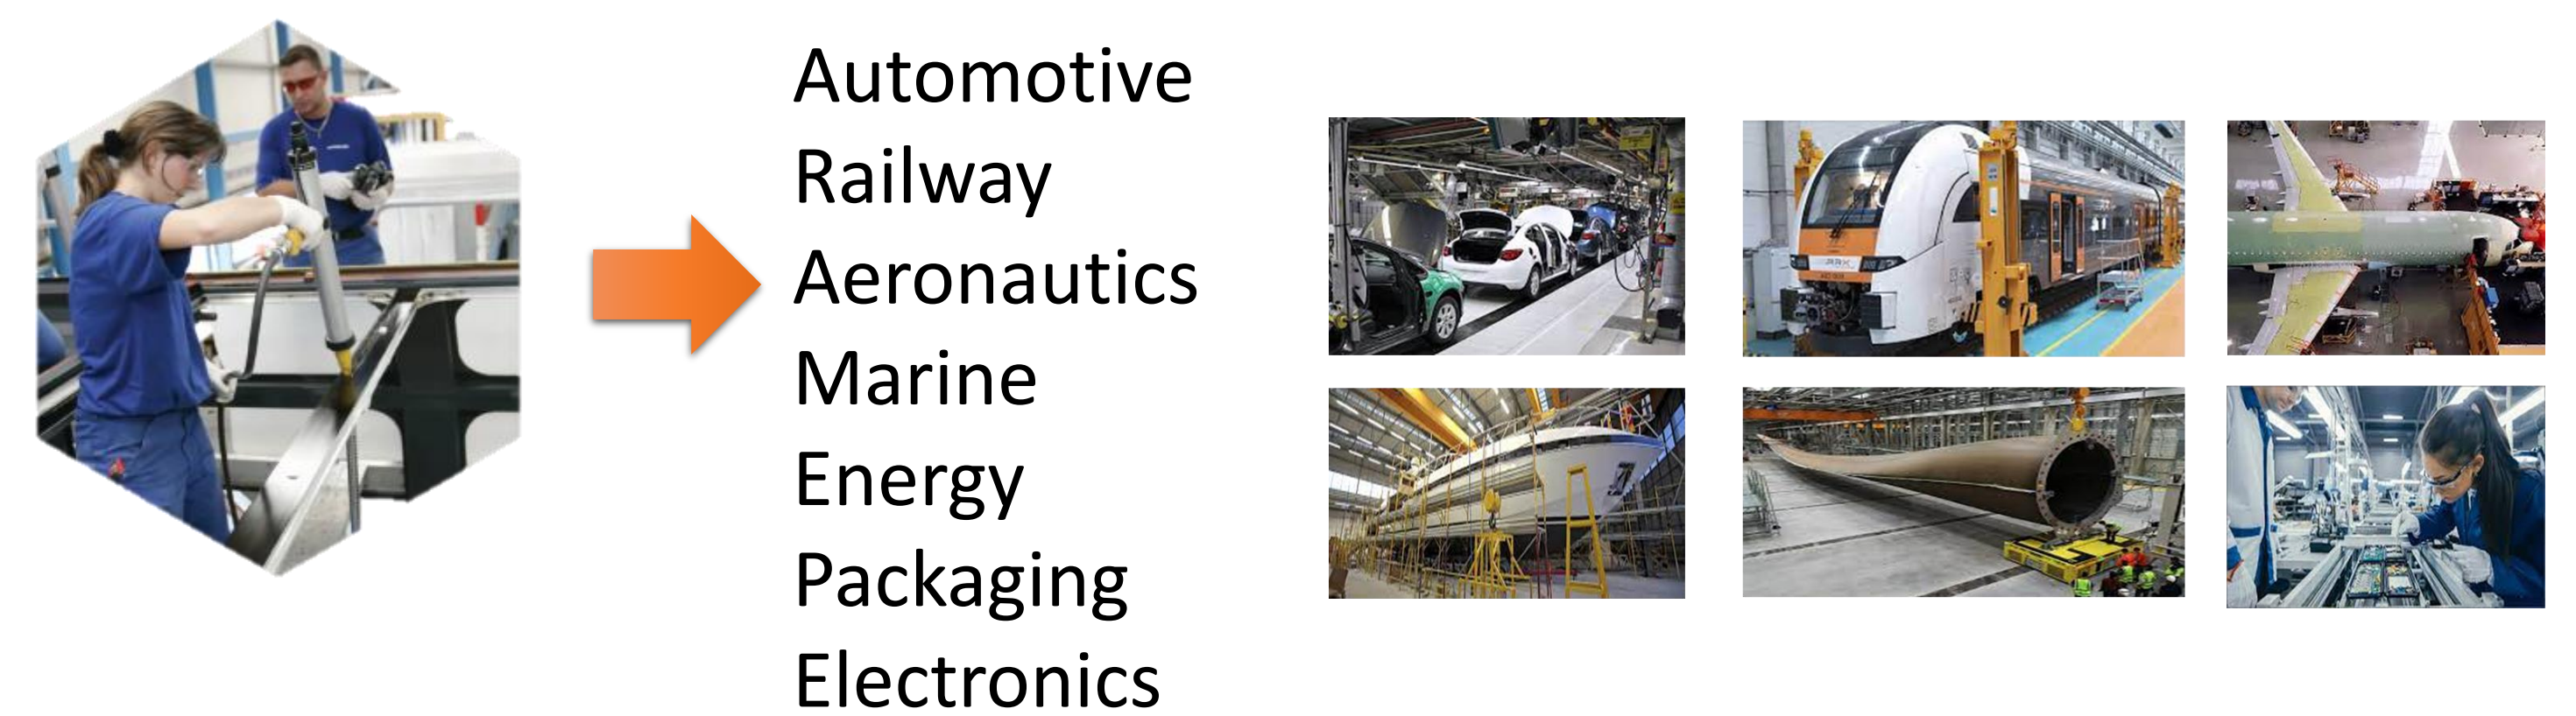 Automotive
Railway
Aeronautics
Marine
Energy
Packaging
Electronics